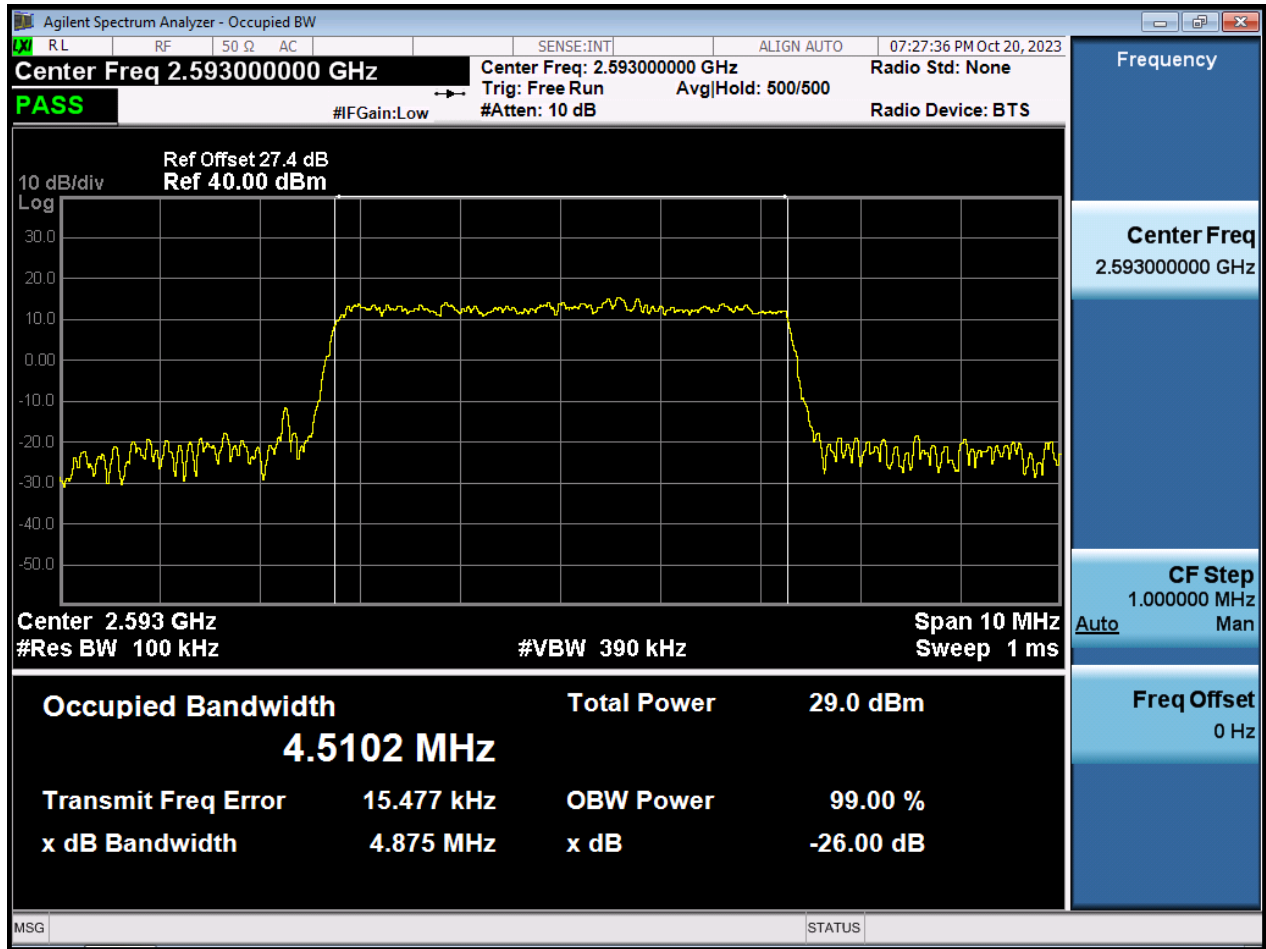 Agilent Spectrum Analyzer - Occupied BW
LXI RL RF 50 Ω AC SENSE:INT ALIGN AUTO 07:27:36 PM Oct 20, 2023
Center Freq 2.593000000 GHz
Center Freq: 2.593000000 GHz
Radio Std: None
Trig: Free Run Avg|Hold: 500/500
PASS
#IFGain:Low
#Atten: 10 dB
Radio Device: BTS
Ref Offset 27.4 dB
10 dB/div Ref 40.00 dBm
Log
30.0
20.0
10.0
0.00
-10.0
-20.0
-30.0
-40.0
-50.0
Center 2.593 GHz Span 10 MHz
#Res BW 100 kHz #VBW 390 kHz Sweep 1 ms
Occupied Bandwidth Total Power 29.0 dBm
4.5102 MHz
Transmit Freq Error 15.477 kHz OBW Power 99.00 %
x dB Bandwidth 4.875 MHz x dB -26.00 dB
MSG STATUS
Frequency
Center Freq
2.593000000 GHz
CF Step
1.000000 MHz
Auto Man
Freq Offset
0 Hz